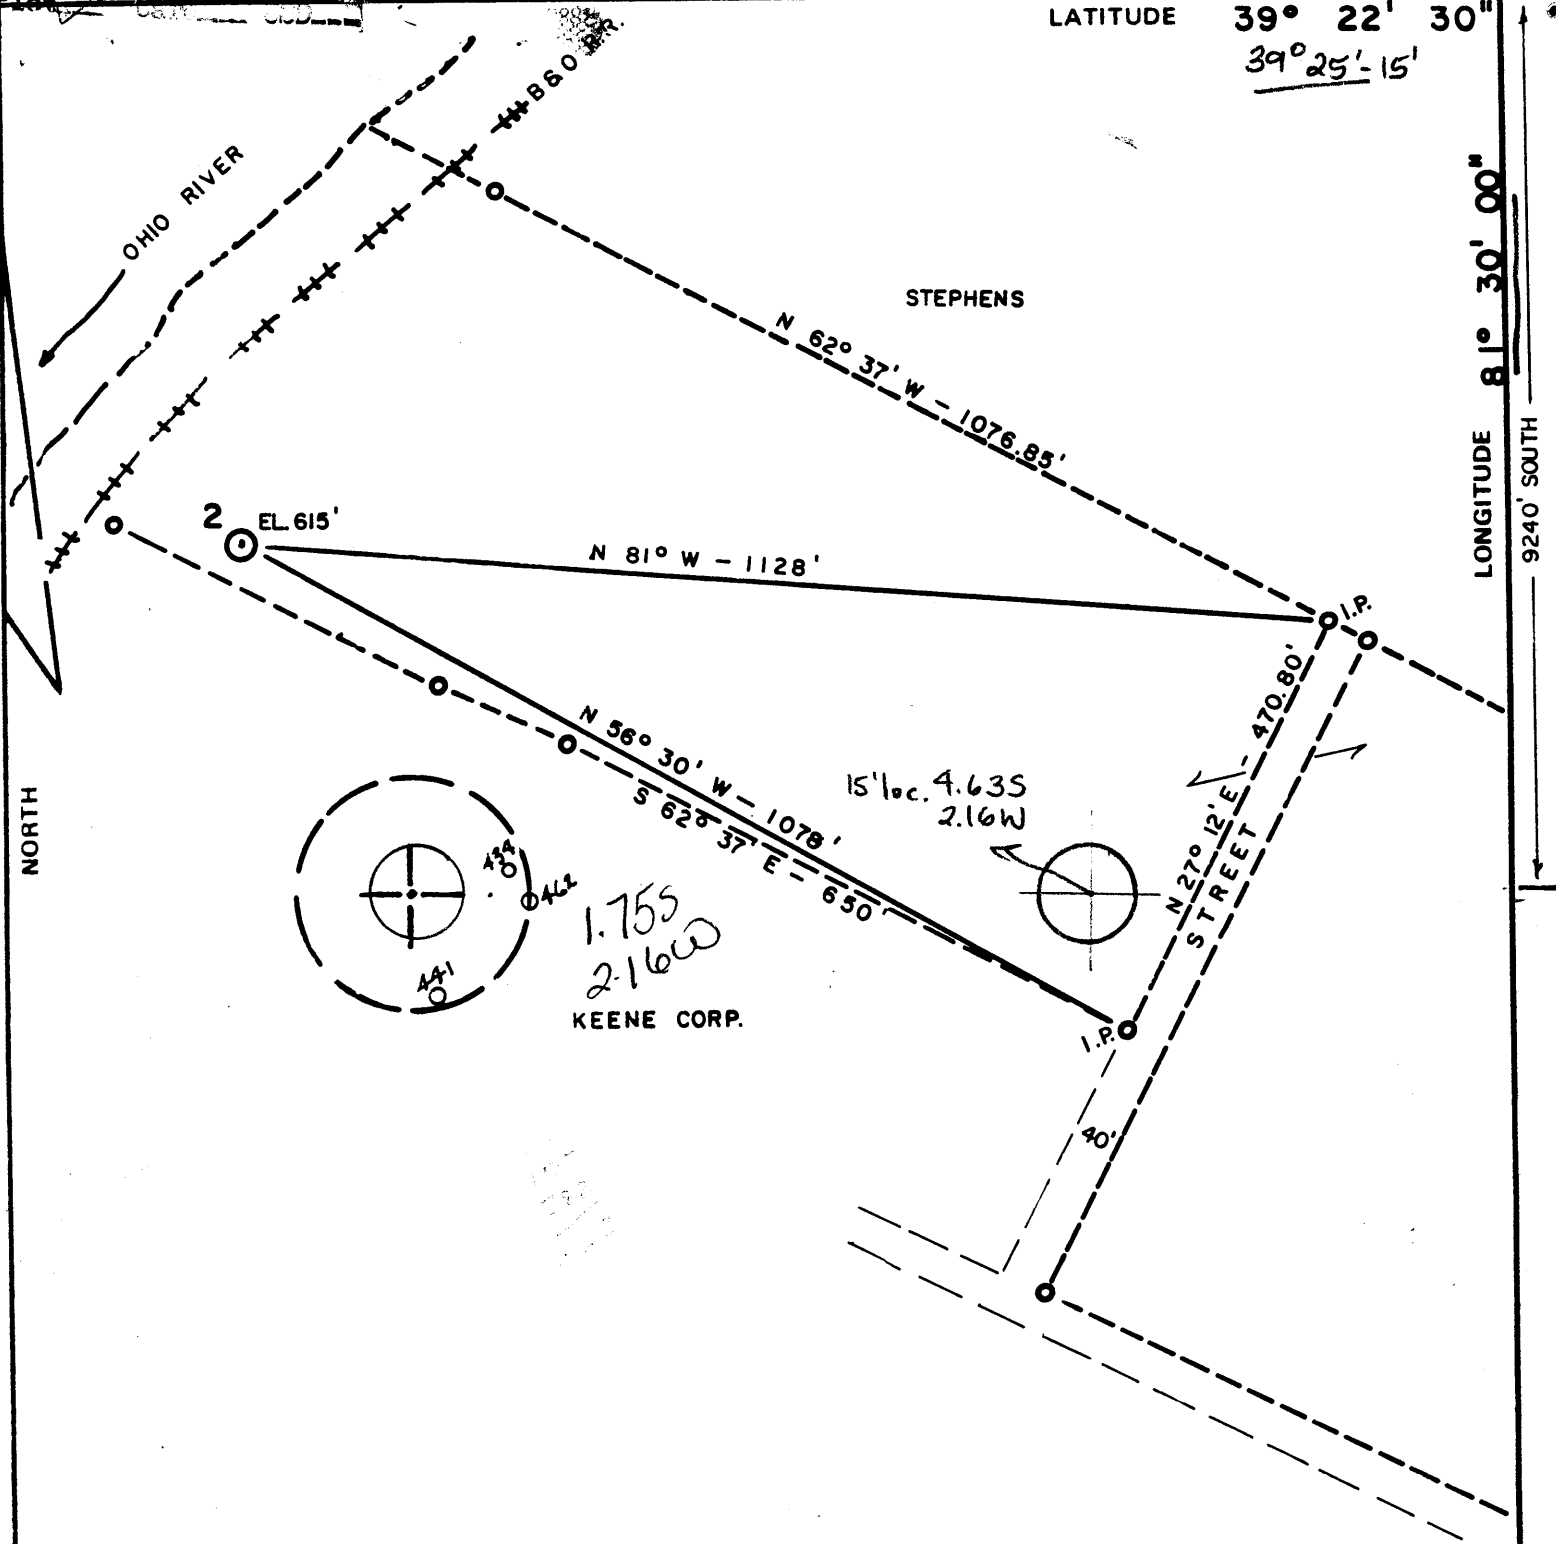 LATITUDE 39° 22' 30"
39° 25'-15'
B&O R.R.
OHIO RIVER
LONGITUDE 81° 30' 00"
9240' SOUTH
STEPHENS
N 62° 37' W - 1076.85'
2
EL. 615'
N 81° W - 1128'
I.P.
N 56° 30' W - 1078'
S 62° 37' E - 650'
15' loc. 4.63S
2.16W
N 27° 12' E - 470.80'
STREET
NORTH
434
462
441
1.75S
2.16W
KEENE CORP.
I.P.
40'